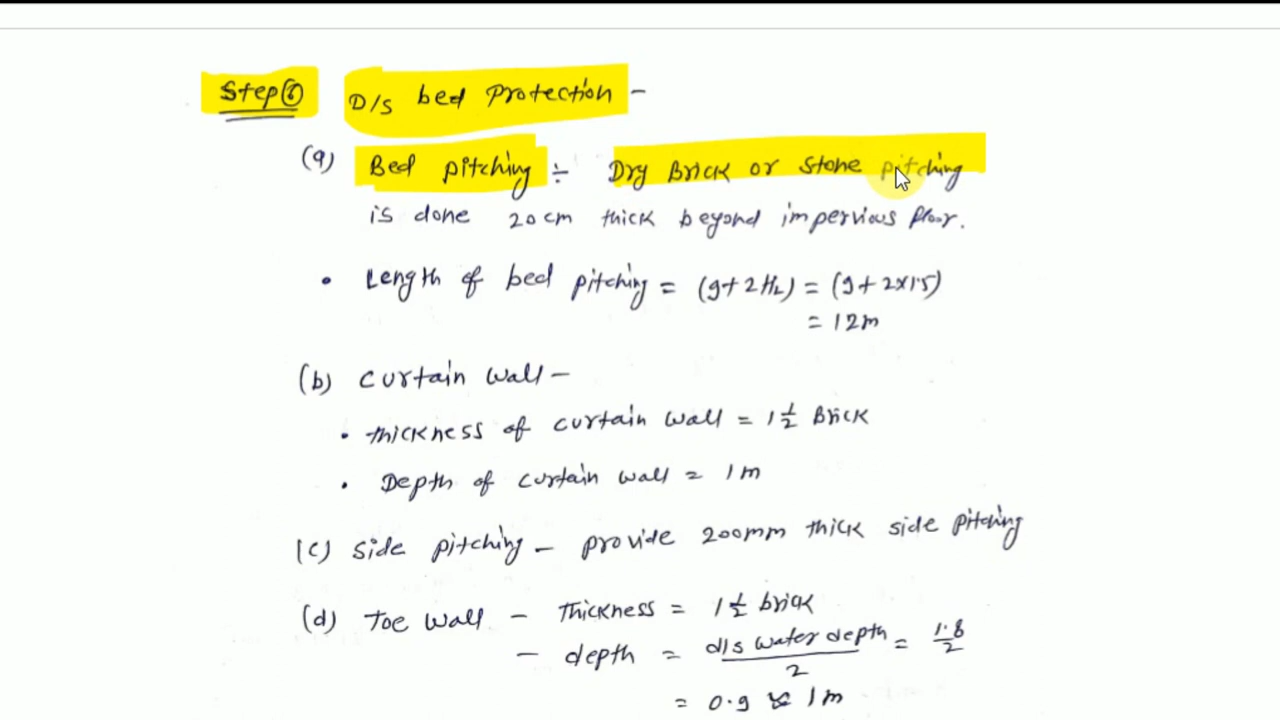 Step⑥ D/s bed protection -
(a) Bed pitching ÷ Dry Brick or stone pitching
is done 20cm thick beyond impervious floor.
• Length of bed pitching = (9+2HL) = (9+2×1.5)
= 12m
(b) curtain wall -
• thickness of curtain wall = 1½ Brick
• Depth of curtain wall = 1m
(c) side pitching - provide 200mm thick side pitching
(d) Toe wall - thickness = 1½ brick
- depth = d/s water depth/2 = 1.8/2
= 0.9 ≈ 1m